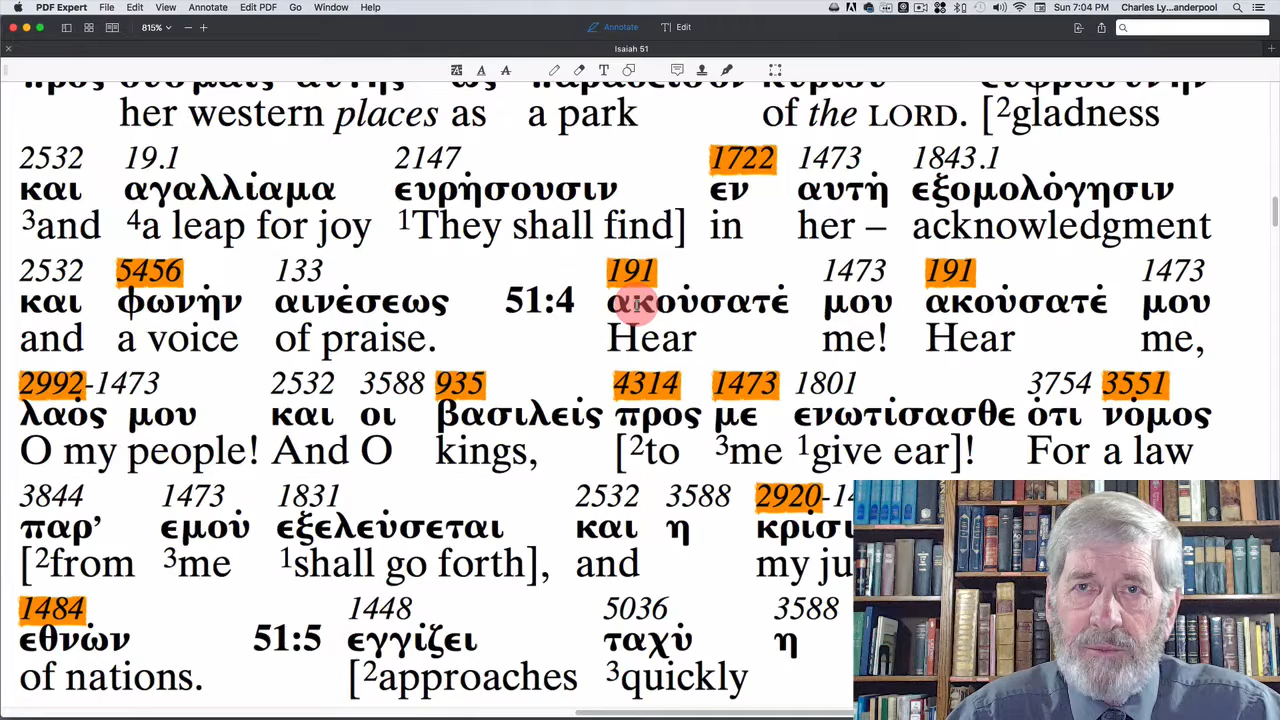 PDF Expert File Edit View Annotate Edit PDF Go Window Help Sun 7:04 PM Charles Ly...anderpool
815% Annotate Edit
Isaiah 51
her western places as a park of the LORD. [2gladness
2532 19.1 2147 1722 1473 1843.1
και αγαλλίαμα ευρήσουσιν εν αυτή εξομολόγησιν
3and 4a leap for joy 1They shall find] in her – acknowledgment
2532 5456 133 191 1473 191 1473
και φωνήν αινέσεως 51:4 ακούσατέ μου ακούσατέ μου
and a voice of praise. Hear me! Hear me,
2992-1473 2532 3588 935 4314 1473 1801 3754 3551
λαός μου και οι βασιλείς προς με ενωτίσασθε ότι νόμος
O my people! And O kings, [2to 3me 1give ear]! For a law
3844 1473 1831 2532 3588 2920-14
παρ’ εμού εξελεύσεται και η κρίσι
[2from 3me 1shall go forth], and my ju
1484 1448 5036 3588
εθνών 51:5 εγγίζει ταχύ η
of nations. [2approaches 3quickly